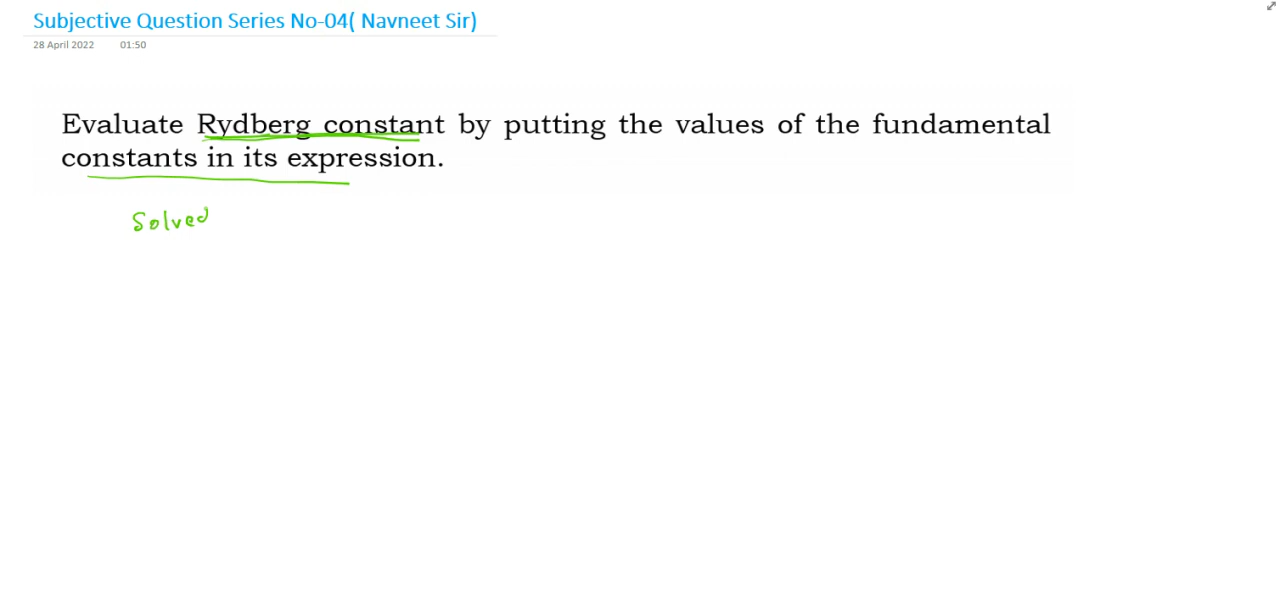 Subjective Question Series No-04( Navneet Sir)
28 April 2022 01:50
Evaluate Rydberg constant by putting the values of the fundamental
constants in its expression.
Solved